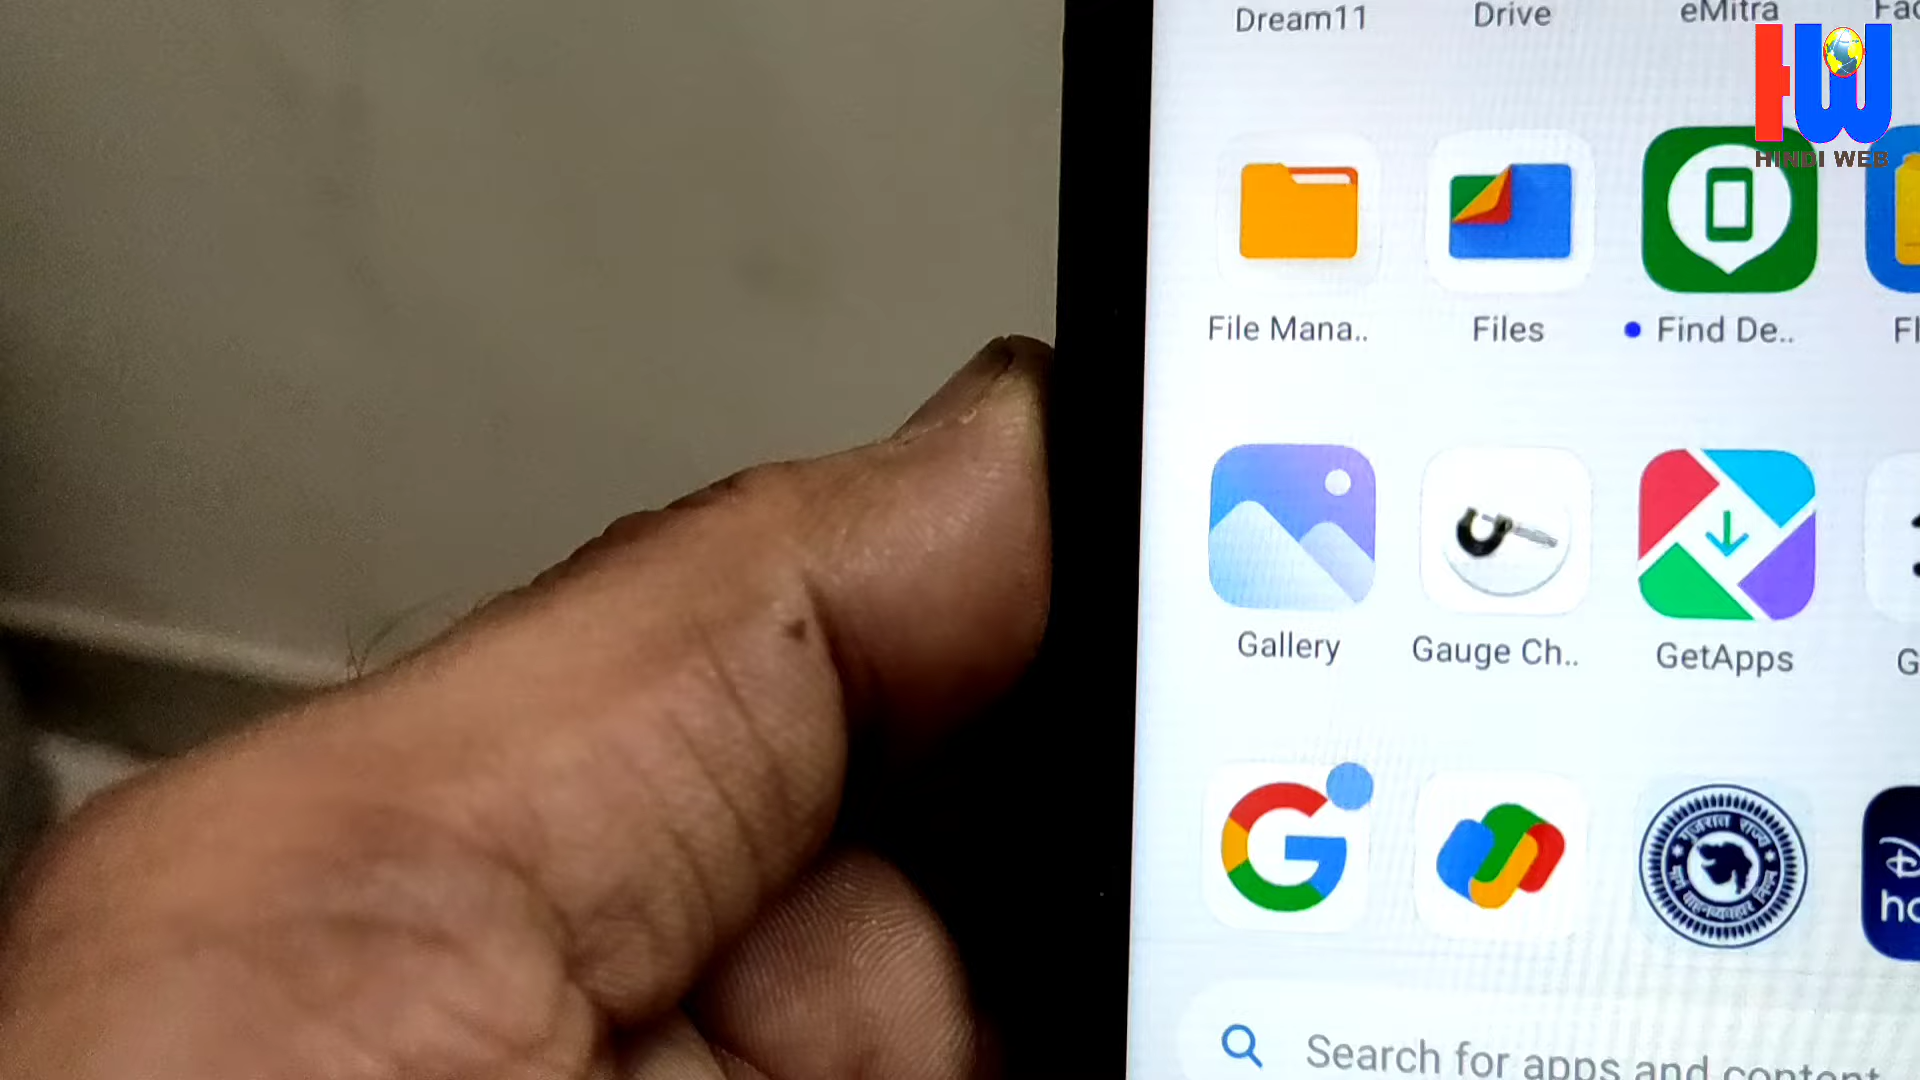 Dream11
Drive
eMitra
HINDI WEB
File Mana..
Files
Find De..
Gallery
Gauge Ch..
GetApps
गुजरात राज्य
Search for apps and content